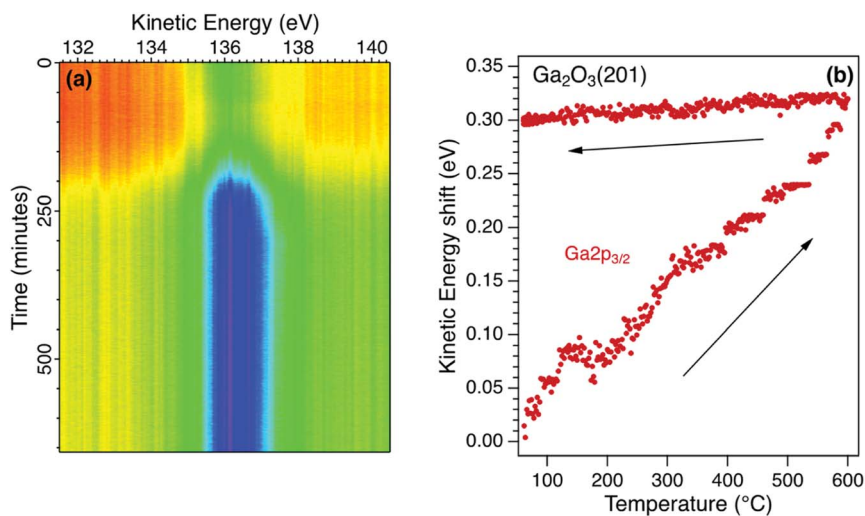 Kinetic Energy (eV)
132 134 136 138 140
(a)
0
250
500
Time (minutes)
Ga₂O₃(201)
(b)
0.35
0.30
0.25
0.20
0.15
0.10
0.05
0.00
Kinetic Energy shift (eV)
Ga2p₃/₂
100 200 300 400 500 600
Temperature (°C)